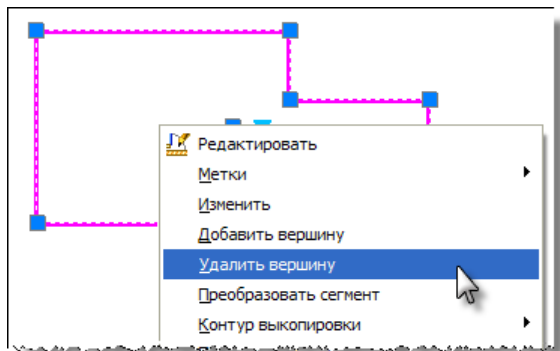 Редактировать
Метки
Изменить
Добавить вершину
Удалить вершину
Преобразовать сегмент
Контур выкопировки